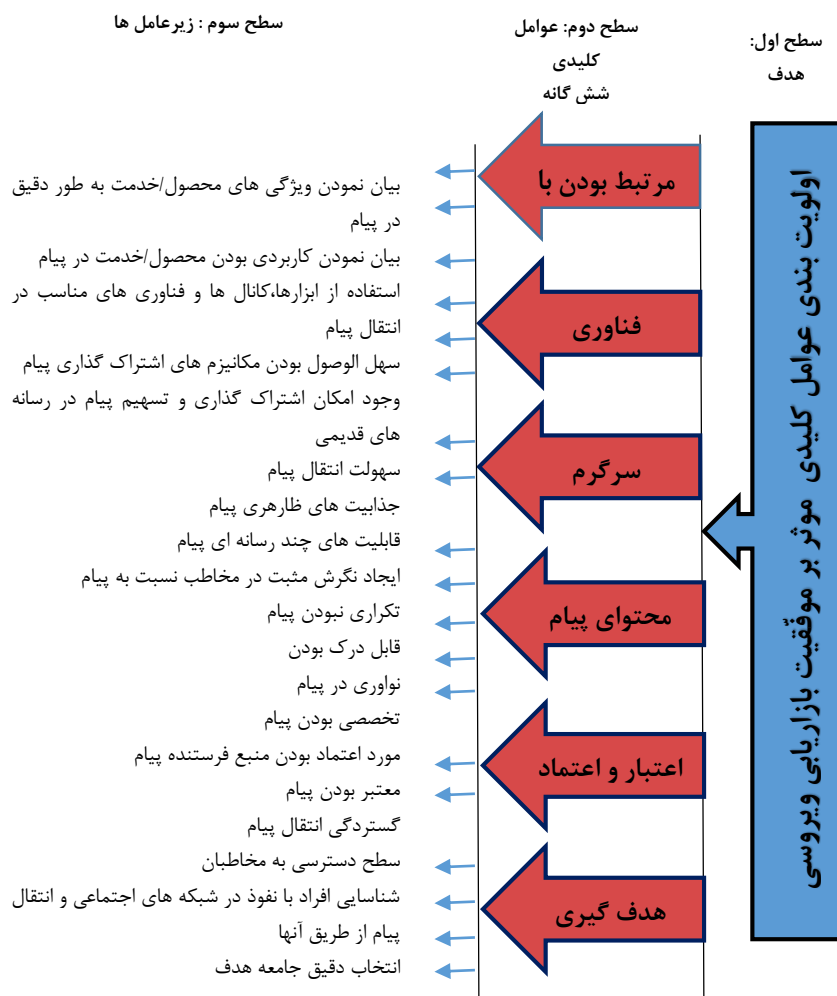 سطح اول:
هدف
سطح دوم: عوامل
کلیدی
شش گانه
سطح سوم : زیرعامل ها
اولویت بندی عوامل کلیدی موثر بر موفّقیت بازاریابی ویروسی
مرتبط بودن با
فناوری
سرگرم
محتوای پیام
اعتبار و اعتماد
هدف گیری
بیان نمودن ویژگی های محصول/خدمت به طور دقیق
در پیام
بیان نمودن کاربردی بودن محصول/خدمت در پیام
استفاده از ابزارها،کانال ها و فناوری های مناسب در
انتقال پیام
سهل الوصول بودن مکانیزم های اشتراک گذاری پیام
وجود امکان اشتراک گذاری و تسهیم پیام در رسانه
های قدیمی
سهولت انتقال پیام
جذابیت های ظارهری پیام
قابلیت های چند رسانه ای پیام
ایجاد نگرش مثبت در مخاطب نسبت به پیام
تکراری نبودن پیام
قابل درک بودن
نواوری در پیام
تخصصی بودن پیام
مورد اعتماد بودن منبع فرستنده پیام
معتبر بودن پیام
گستردگی انتقال پیام
سطح دسترسی به مخاطبان
شناسایی افراد با نفوذ در شبکه های اجتماعی و انتقال
پیام از طریق آنها
انتخاب دقیق جامعه هدف